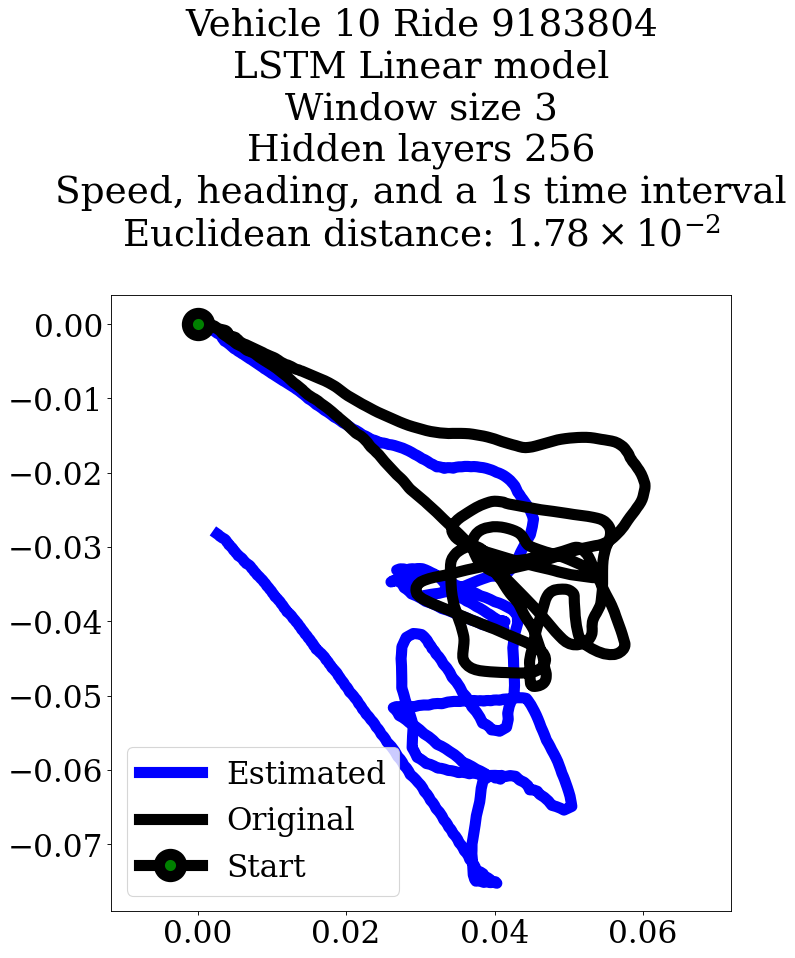 Vehicle 10 Ride 9183804
LSTM Linear model
Window size 3
Hidden layers 256
Speed, heading, and a 1s time interval
Euclidean distance: 1.78 × 10⁻²
0.00
−0.01
−0.02
−0.03
−0.04
−0.05
−0.06
−0.07
Estimated
Original
Start
0.00 0.02 0.04 0.06